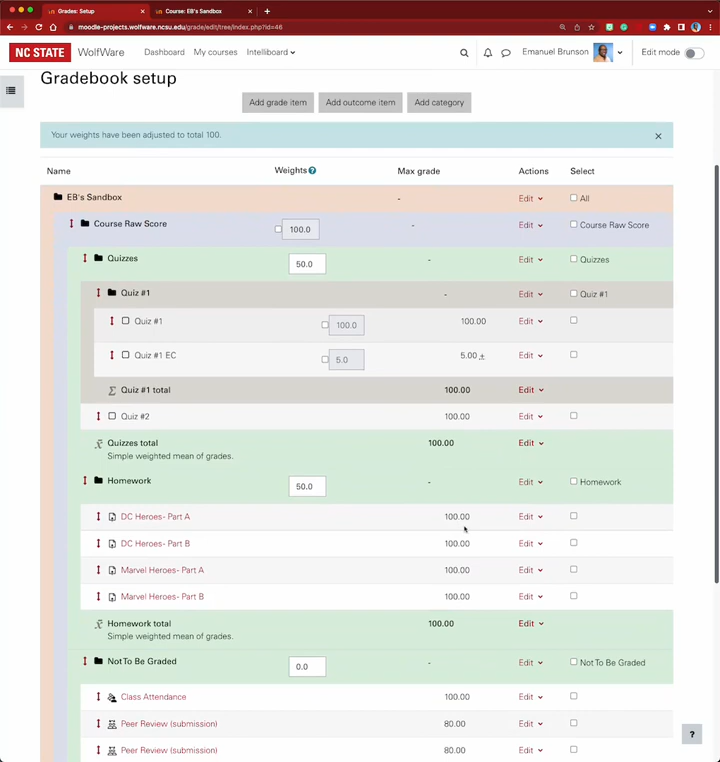 Grades: Setup
Course: EB's Sandbox
moodle-projects.wolfware.ncsu.edu/grade/edit/tree/index.php?id=46
NC STATE WolfWare Dashboard My courses Intelliboard Emanuel Brunson Edit mode
Gradebook setup
Add grade item Add outcome item Add category
Your weights have been adjusted to total 100.
Name Weights ? Max grade Actions Select
EB's Sandbox - Edit All
Course Raw Score 100.0 - Edit Course Raw Score
Quizzes 50.0 - Edit Quizzes
Quiz #1 - Edit Quiz #1
Quiz #1 100.0 100.00 Edit
Quiz #1 EC 5.0 5.00 + Edit
Quiz #1 total 100.00 Edit
Quiz #2 100.00 Edit
Quizzes total 100.00 Edit
Simple weighted mean of grades.
Homework 50.0 - Edit Homework
DC Heroes- Part A 100.00 Edit
DC Heroes- Part B 100.00 Edit
Marvel Heroes- Part A 100.00 Edit
Marvel Heroes- Part B 100.00 Edit
Homework total 100.00 Edit
Simple weighted mean of grades.
Not To Be Graded 0.0 - Edit Not To Be Graded
Class Attendance 100.00 Edit
Peer Review (submission) 80.00 Edit
?
Peer Review (submission) 80.00 Edit